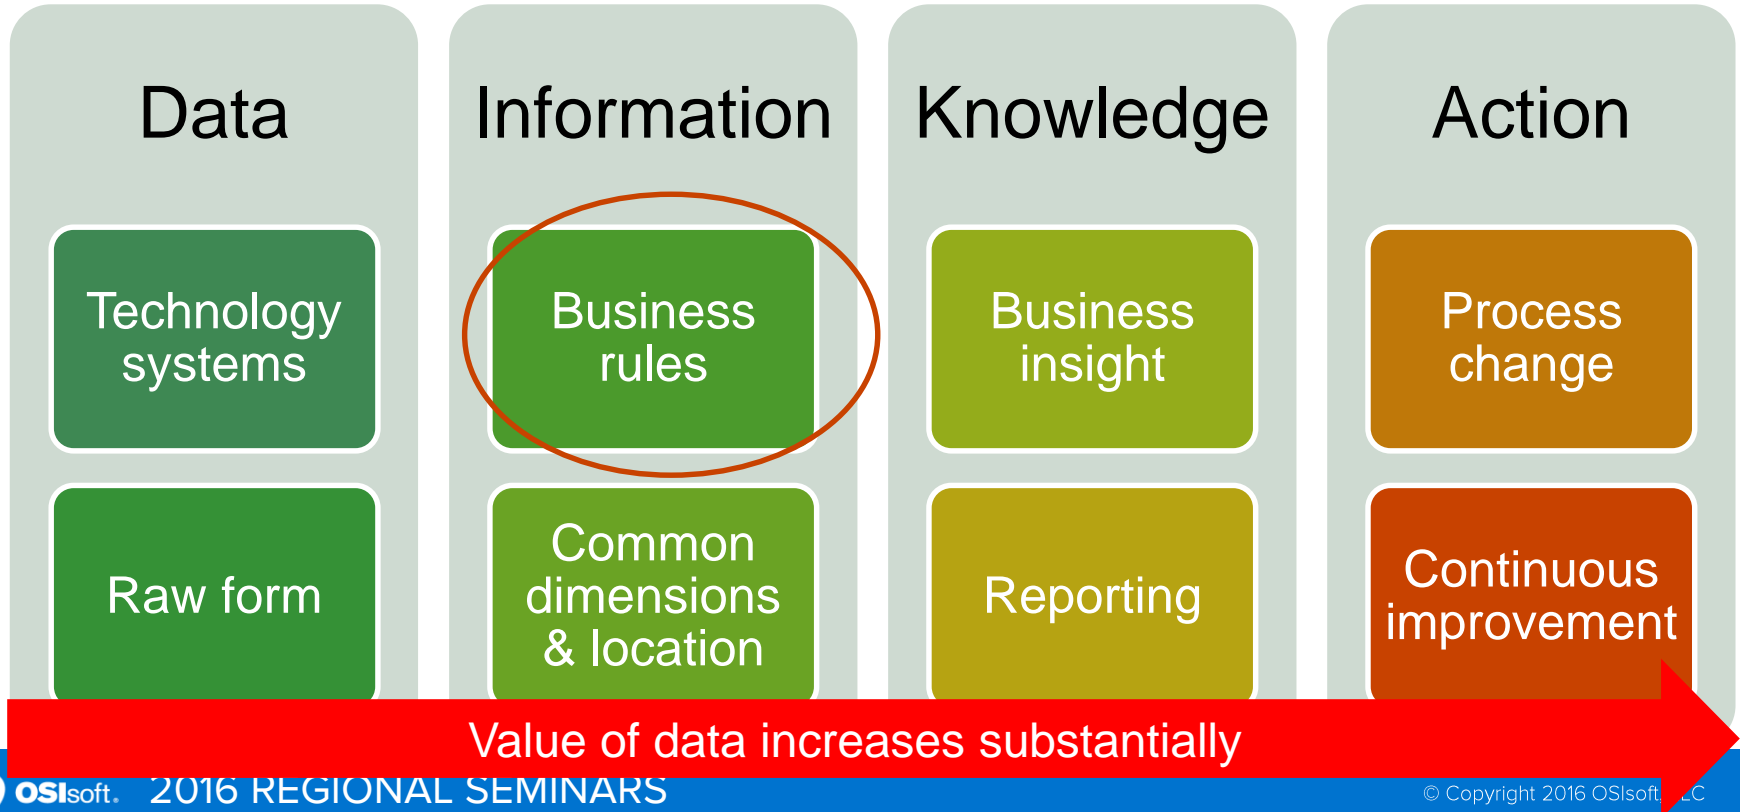 Data
Information
Knowledge
Action
Technology
systems
Business
rules
Business
insight
Process
change
Raw form
Common
dimensions
& location
Reporting
Continuous
improvement
Value of data increases substantially
OSIsoft. 2016 REGIONAL SEMINARS
© Copyright 2016 OSIsoft,